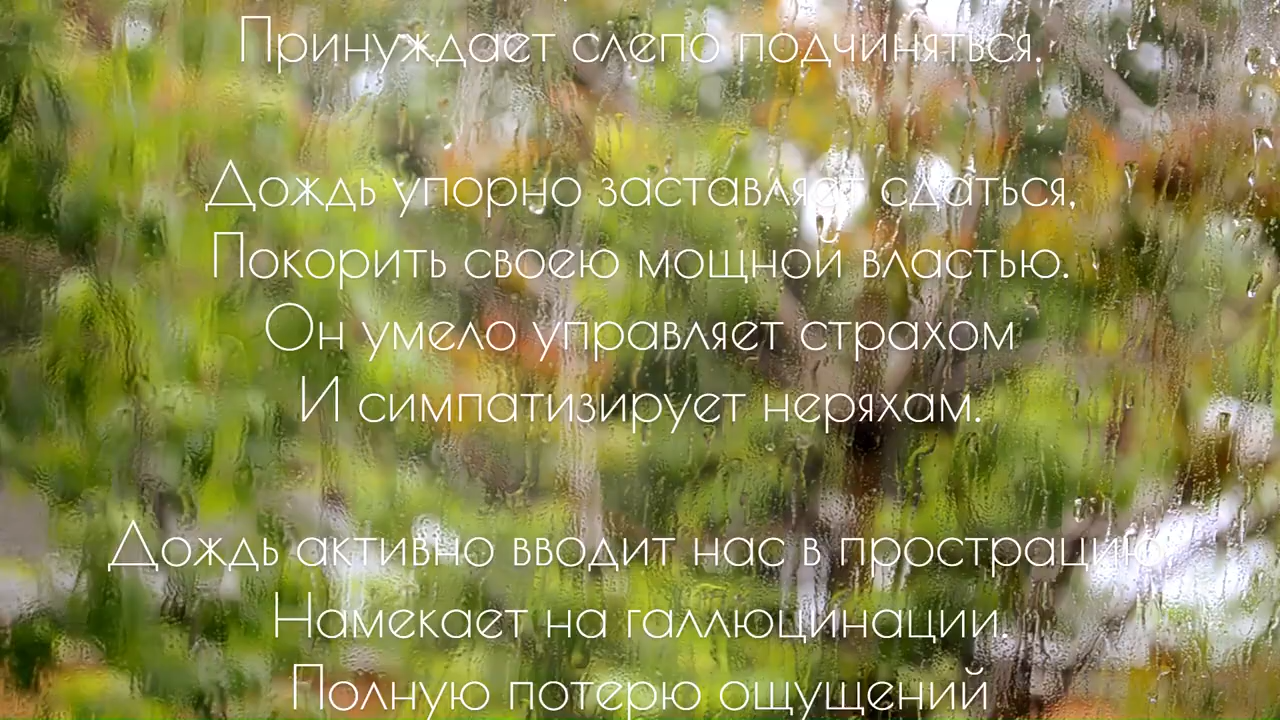 Принуждает слепо подчиняться.
Дождь упорно заставляет сдаться,
Покорить своею мощной властью.
Он умело управляет страхом
И симпатизирует неряхам.
Дождь активно вводит нас в прострацию,
Намекает на галлюцинации.
Полную потерю ощущений